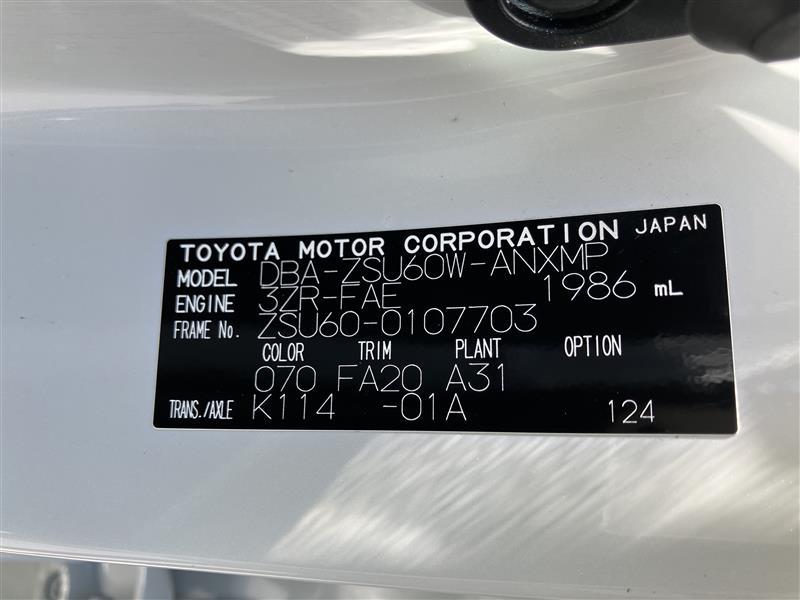 TOYOTA MOTOR CORPORATION JAPAN
MODEL DBA-ZSU60W-ANXMP
ENGINE 3ZR-FAE 1986 mL
FRAME No. ZSU60-0107703
COLOR TRIM PLANT OPTION
070 FA20 A31
TRANS./AXLE K114 -01A 124